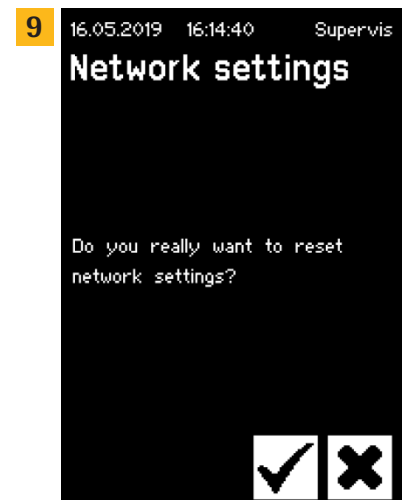 9
16.05.2019 16:14:40 Supervis
Network settings
Do you really want to reset
network settings?